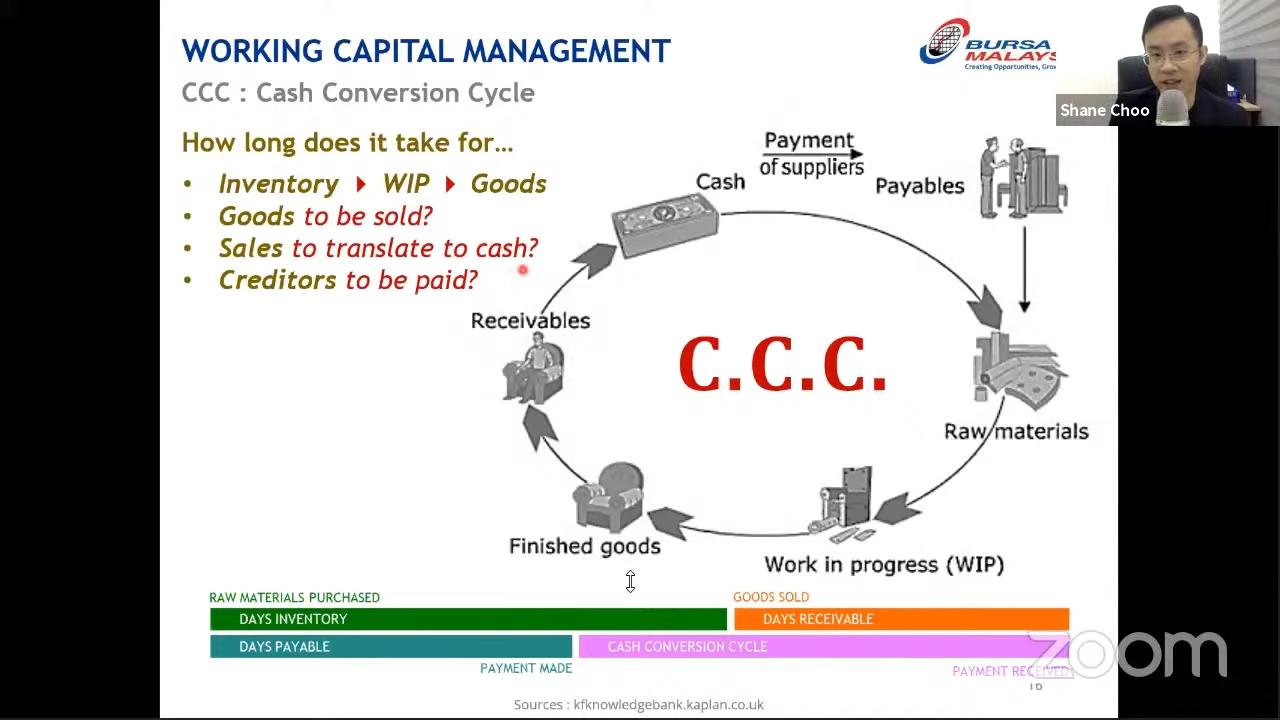 WORKING CAPITAL MANAGEMENT
BURSA
MALAYS
Creating Opportunities, Grow
CCC : Cash Conversion Cycle
Shane Choo
How long does it take for…
• Inventory ▸ WIP ▸ Goods
• Goods to be sold?
• Sales to translate to cash?
• Creditors to be paid?
Payment
of suppliers
Cash
Payables
Receivables
C.C.C.
Raw materials
Finished goods
Work in progress (WIP)
RAW MATERIALS PURCHASED
GOODS SOLD
DAYS INVENTORY
DAYS RECEIVABLE
DAYS PAYABLE
CASH CONVERSION CYCLE
zoom
PAYMENT MADE
PAYMENT RECEIVED
16
Sources : kfknowledgebank.kaplan.co.uk